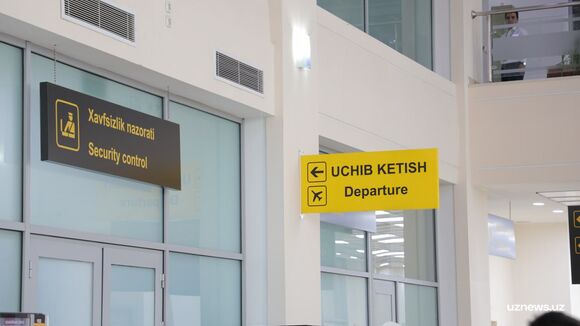 Xavfsizlik nazorati
Security control
UCHIB KETISH
Departure
uznews.uz